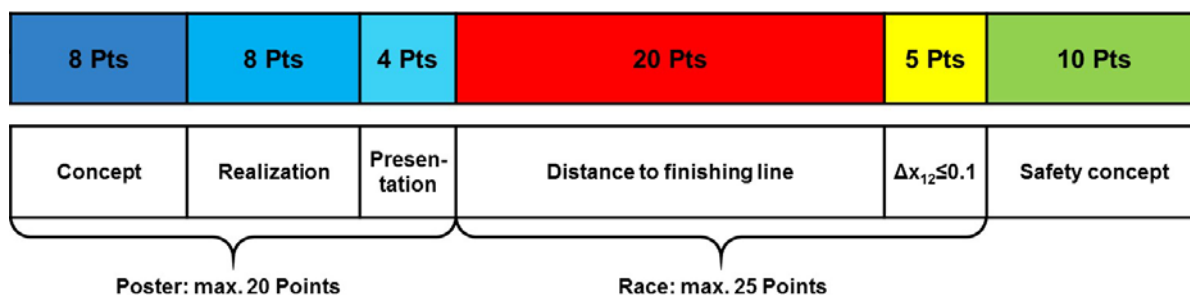 8 Pts 8 Pts 4 Pts 20 Pts 5 Pts 10 Pts
Concept Realization Presen-
tation Distance to finishing line Δx₁₂≤0.1 Safety concept
Poster: max. 20 Points Race: max. 25 Points